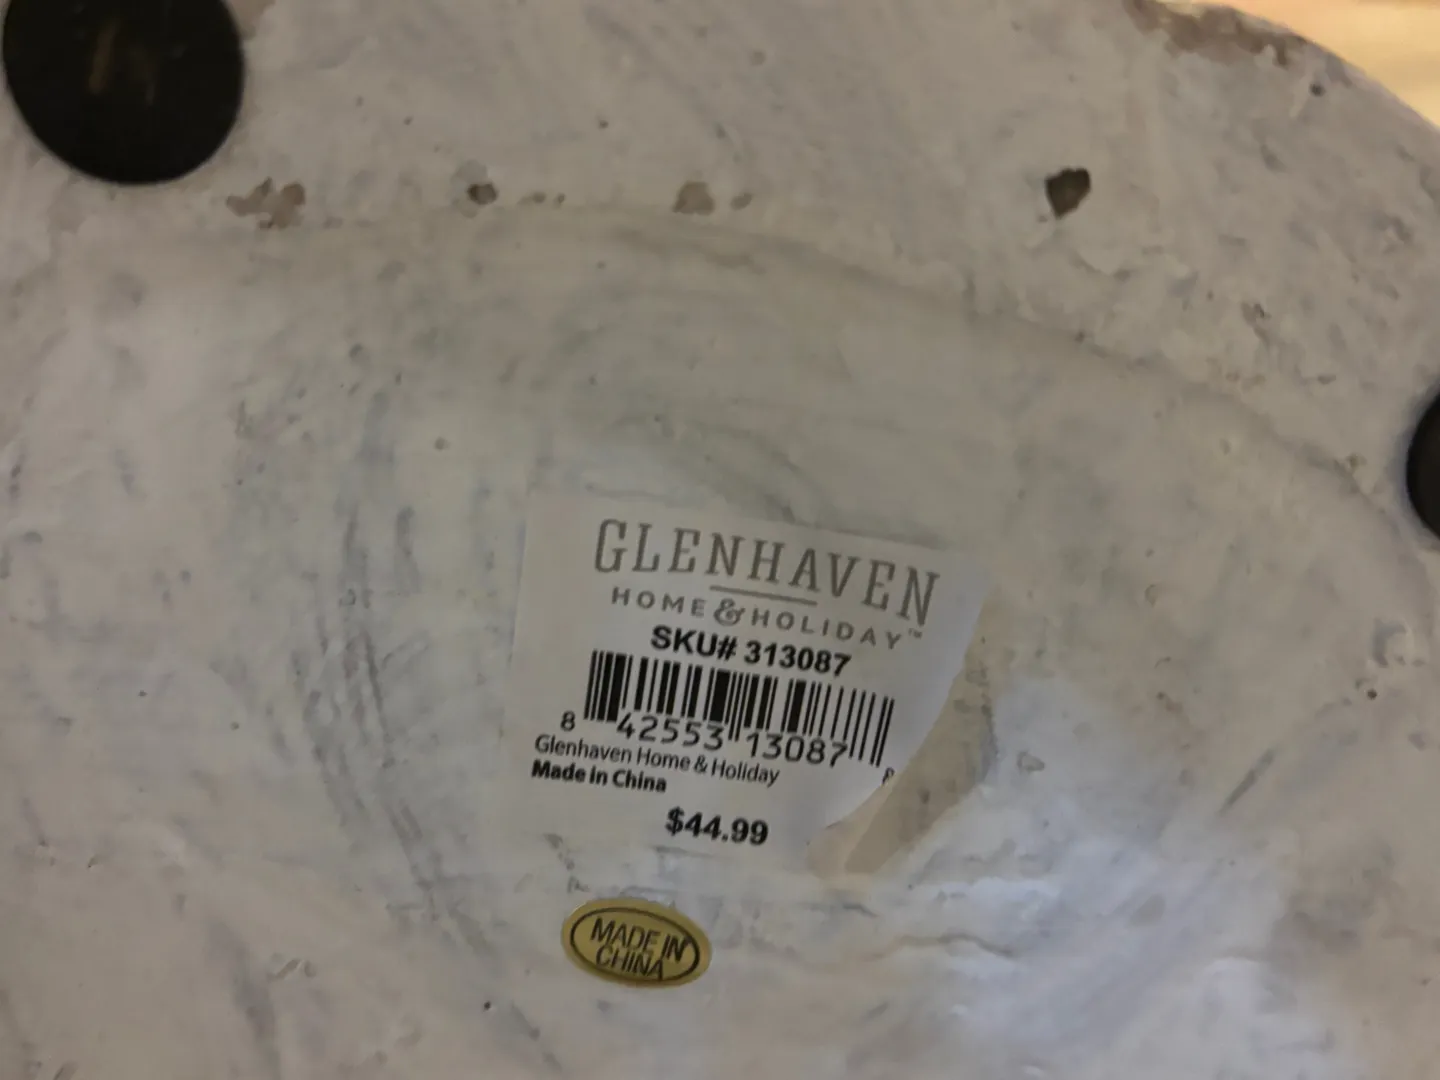 GLENHAVEN
HOME & HOLIDAY™
SKU# 313087
8 42553 13087 8
Glenhaven Home & Holiday
Made in China
$44.99
MADE IN
CHINA